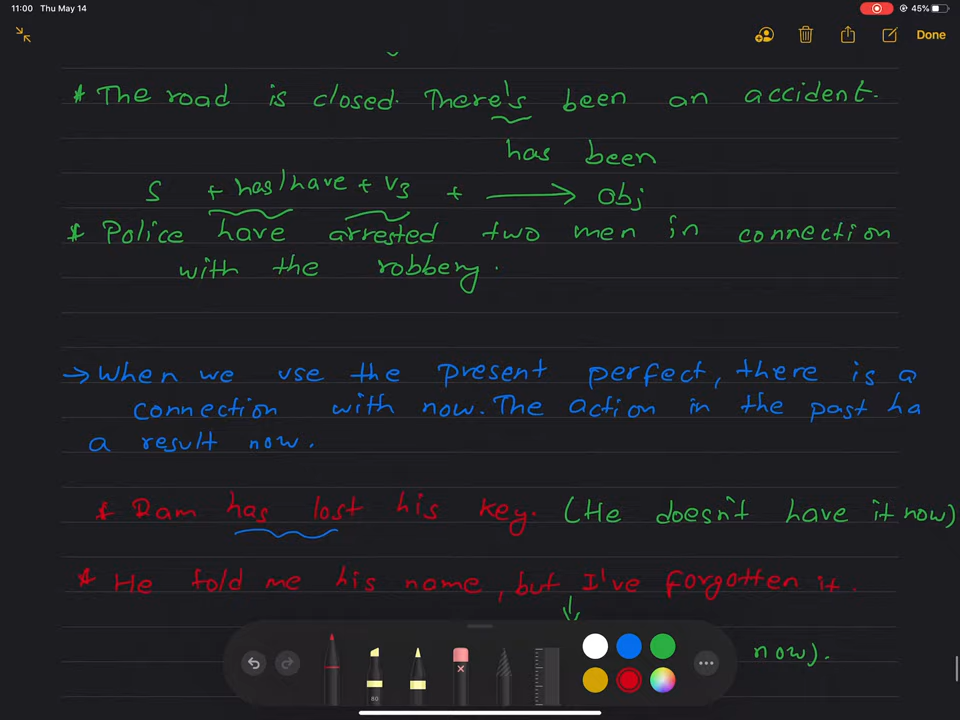 11:00 Thu May 14
45%
Done
* The road is closed. There's been an accident.
has been
S + has/have + V3 + → Obj
* Police have arrested two men in connection
with the robbery.
→ When we use the present perfect, there is a
connection with now. The action in the past ha
a result now.
* Ram has lost his key. (He doesn't have it now)
* He told me his name, but I've forgotten it.
now).
80